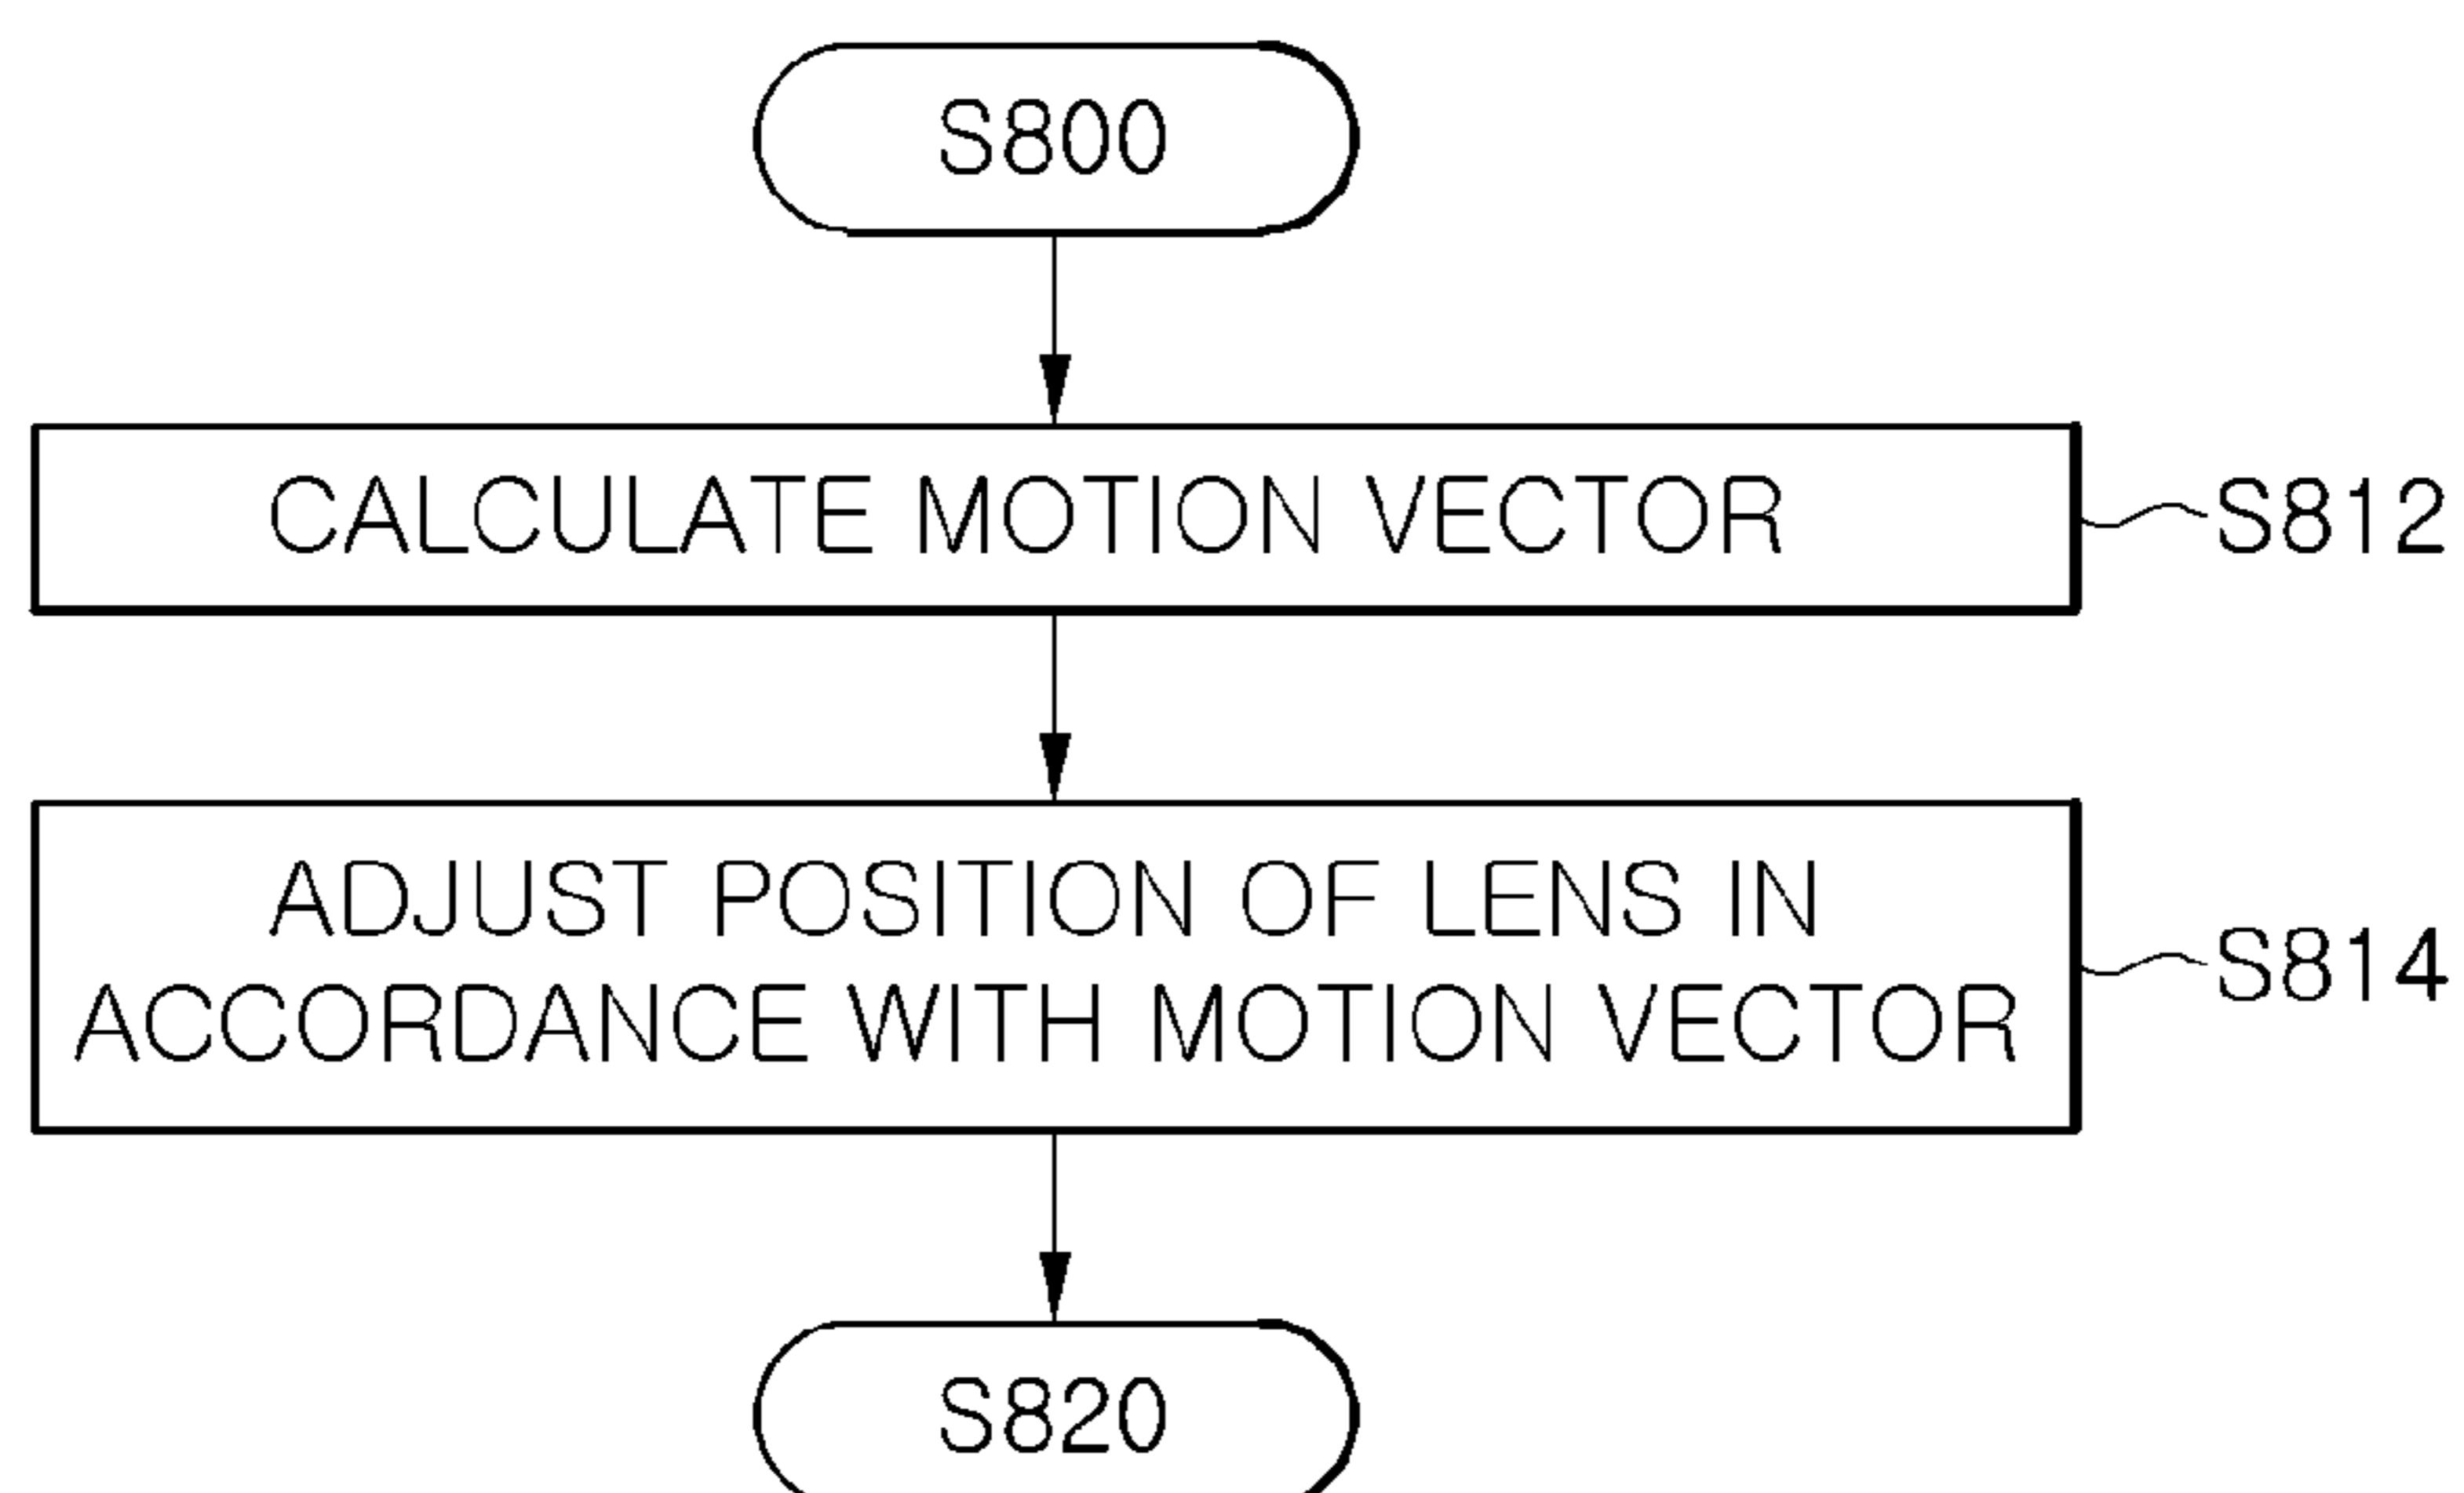 S800
CALCULATE MOTION VECTOR
S812
ADJUST POSITION OF LENS IN
ACCORDANCE WITH MOTION VECTOR
S814
S820